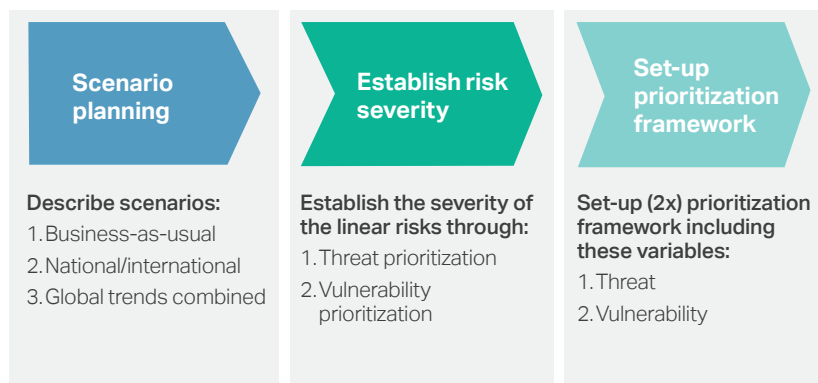 Scenario
planning
Describe scenarios:
1. Business-as-usual
2. National/international
3. Global trends combined
Establish risk
severity
Establish the severity of
the linear risks through:
1. Threat prioritization
2. Vulnerability
prioritization
Set-up
prioritization
framework
Set-up (2x) prioritization
framework including
these variables:
1. Threat
2. Vulnerability